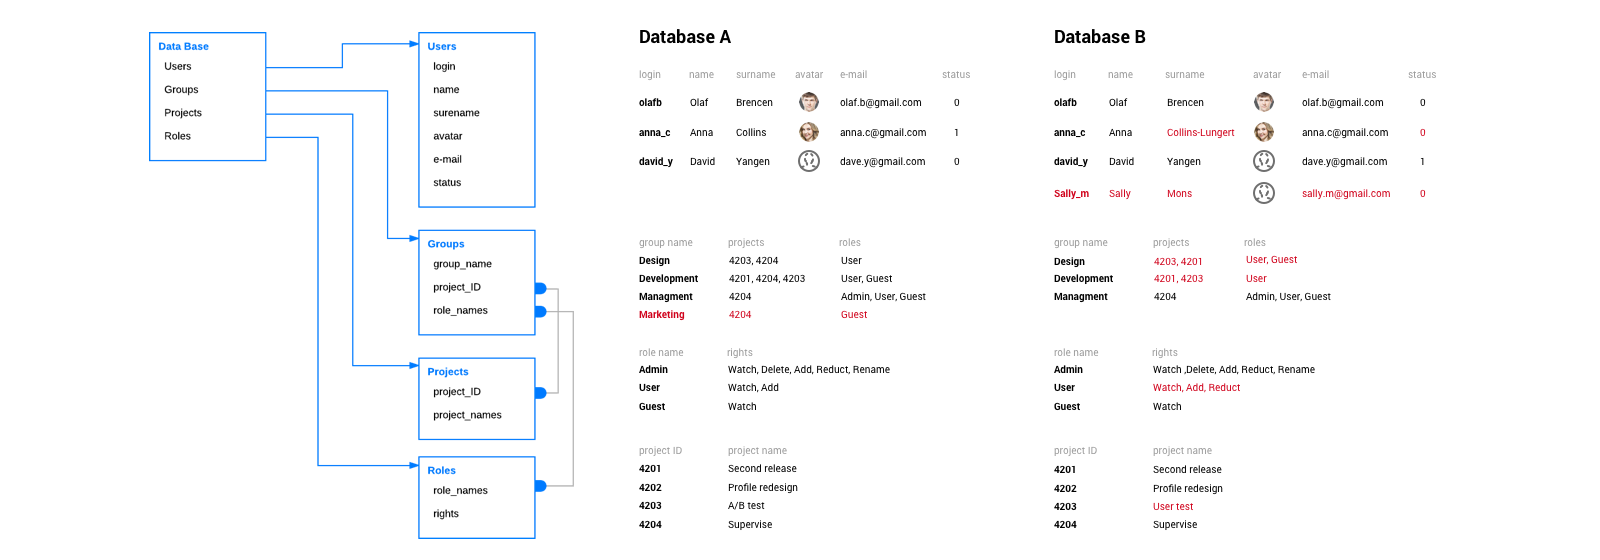 Data Base
Users
Groups
Projects
Roles
Users
login
name
surename
avatar
e-mail
status
Groups
group_name
project_ID
role_names
Projects
project_ID
project_names
Roles
role_names
rights
Database A
login name surname avatar e-mail status
olafb Olaf Brencen olaf.b@gmail.com 0
anna_c Anna Collins anna.c@gmail.com 1
david_y David Yangen dave.y@gmail.com 0
group name projects roles
Design 4203, 4204 User
Development 4201, 4204, 4203 User, Guest
Managment 4204 Admin, User, Guest
Marketing 4204 Guest
role name rights
Admin Watch, Delete, Add, Reduct, Rename
User Watch, Add
Guest Watch
project ID project name
4201 Second release
4202 Profile redesign
4203 A/B test
4204 Supervise
Database B
login name surname avatar e-mail status
olafb Olaf Brencen olaf.b@gmail.com 0
anna_c Anna Collins-Lungert anna.c@gmail.com 0
david_y David Yangen dave.y@gmail.com 1
Sally_m Sally Mons sally.m@gmail.com 0
group name projects roles
Design 4203, 4201 User, Guest
Development 4201, 4203 User
Managment 4204 Admin, User, Guest
role name rights
Admin Watch ,Delete, Add, Reduct, Rename
User Watch, Add, Reduct
Guest Watch
project ID project name
4201 Second release
4202 Profile redesign
4203 User test
4204 Supervise